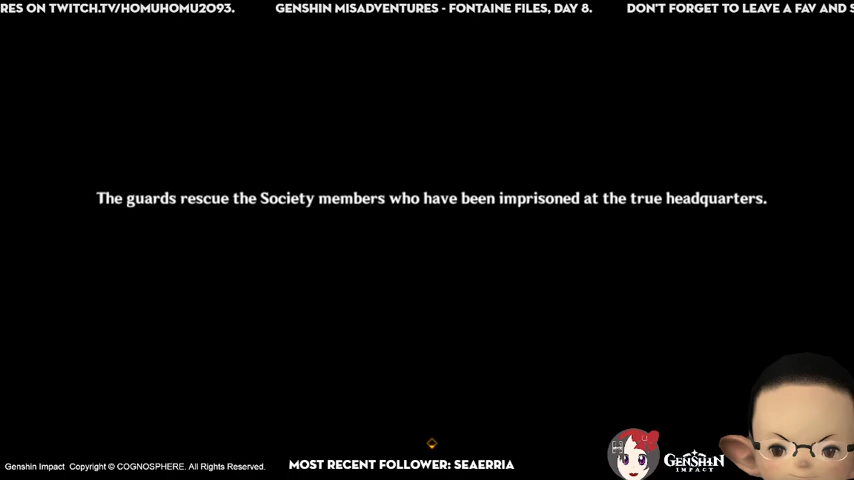 RES ON TWITCH.TV/HOMUHOMU2093. GENSHIN MISADVENTURES - FONTAINE FILES, DAY 8. DON'T FORGET TO LEAVE A FAV AND S
The guards rescue the Society members who have been imprisoned at the true headquarters.
Genshin Impact Copyright © COGNOSPHERE. All Rights Reserved.
MOST RECENT FOLLOWER: SEAERRIA
GENSHIN
IMPACT